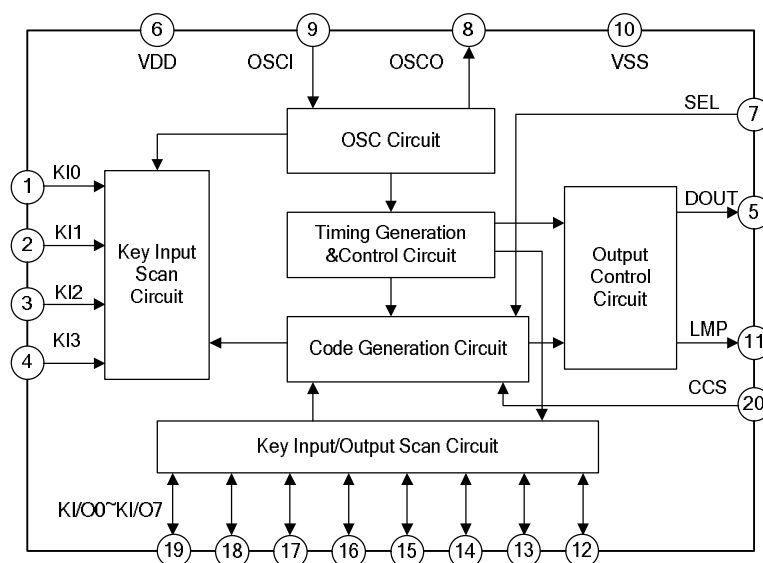 6 9 8 10
VDD OSCI OSCO VSS
SEL
7
OSC Circuit
1 KI0
2 KI1
3 KI2
4 KI3
Key Input
Scan
Circuit
Timing Generation
&Control Circuit
Output
Control
Circuit
DOUT
5
LMP
11
Code Generation Circuit
CCS
20
Key Input/Output Scan Circuit
KI/O0~KI/O7
19 18 17 16 15 14 13 12